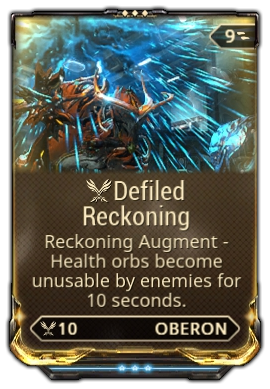 9
Defiled
Reckoning
Reckoning Augment -
Health orbs become
unusable by enemies for
10 seconds.
10 OBERON